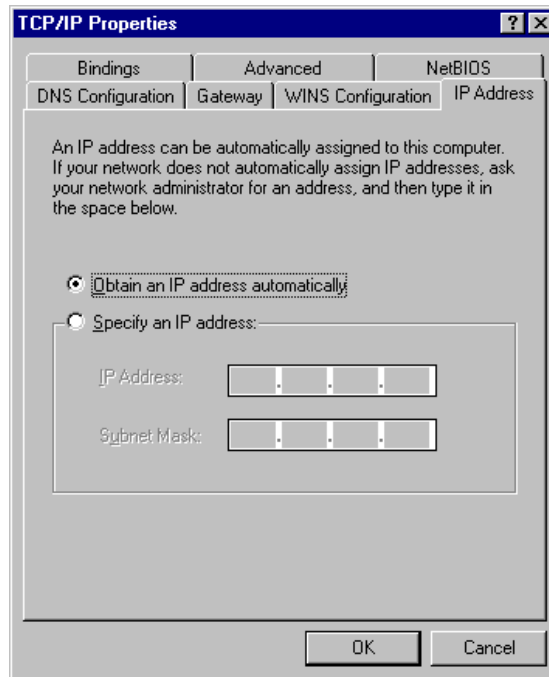 TCP/IP Properties
Bindings Advanced NetBIOS
DNS Configuration Gateway WINS Configuration IP Address
An IP address can be automatically assigned to this computer.
If your network does not automatically assign IP addresses, ask
your network administrator for an address, and then type it in
the space below.
Obtain an IP address automatically
Specify an IP address:
IP Address:
Subnet Mask:
OK Cancel